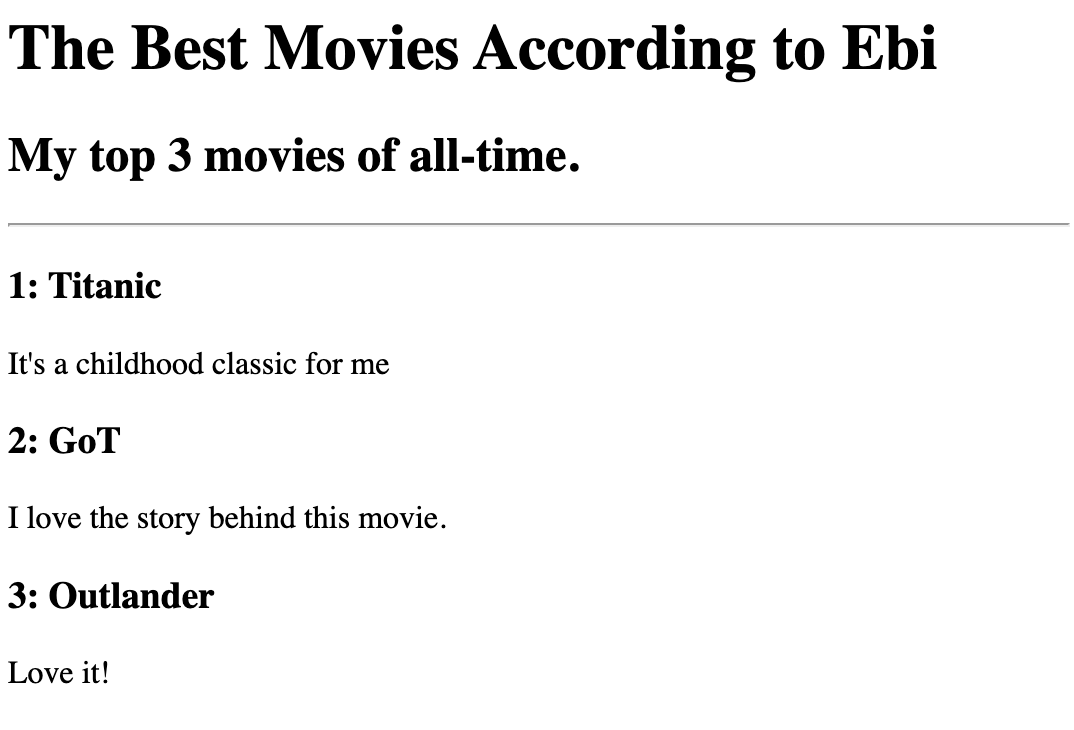 The Best Movies According to Ebi
My top 3 movies of all-time.
1: Titanic
It's a childhood classic for me
2: GoT
I love the story behind this movie.
3: Outlander
Love it!